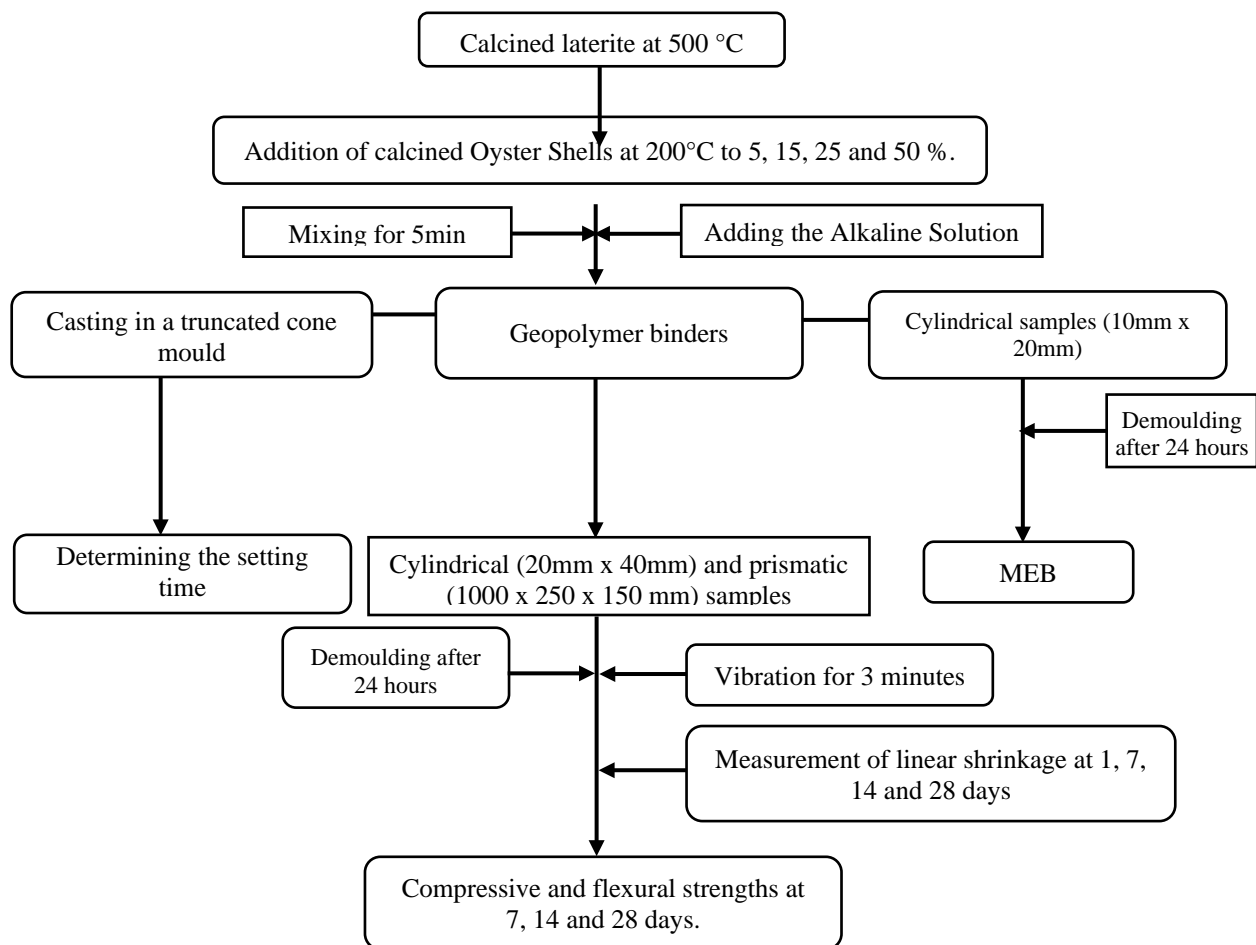 Calcined laterite at 500 °C
Addition of calcined Oyster Shells at 200°C to 5, 15, 25 and 50 %.
Mixing for 5min
Adding the Alkaline Solution
Casting in a truncated cone
mould
Geopolymer binders
Cylindrical samples (10mm x
20mm)
Demoulding
after 24 hours
Determining the setting
time
Cylindrical (20mm x 40mm) and prismatic
(1000 x 250 x 150 mm) samples
MEB
Demoulding after
24 hours
Vibration for 3 minutes
Measurement of linear shrinkage at 1, 7,
14 and 28 days
Compressive and flexural strengths at
7, 14 and 28 days.